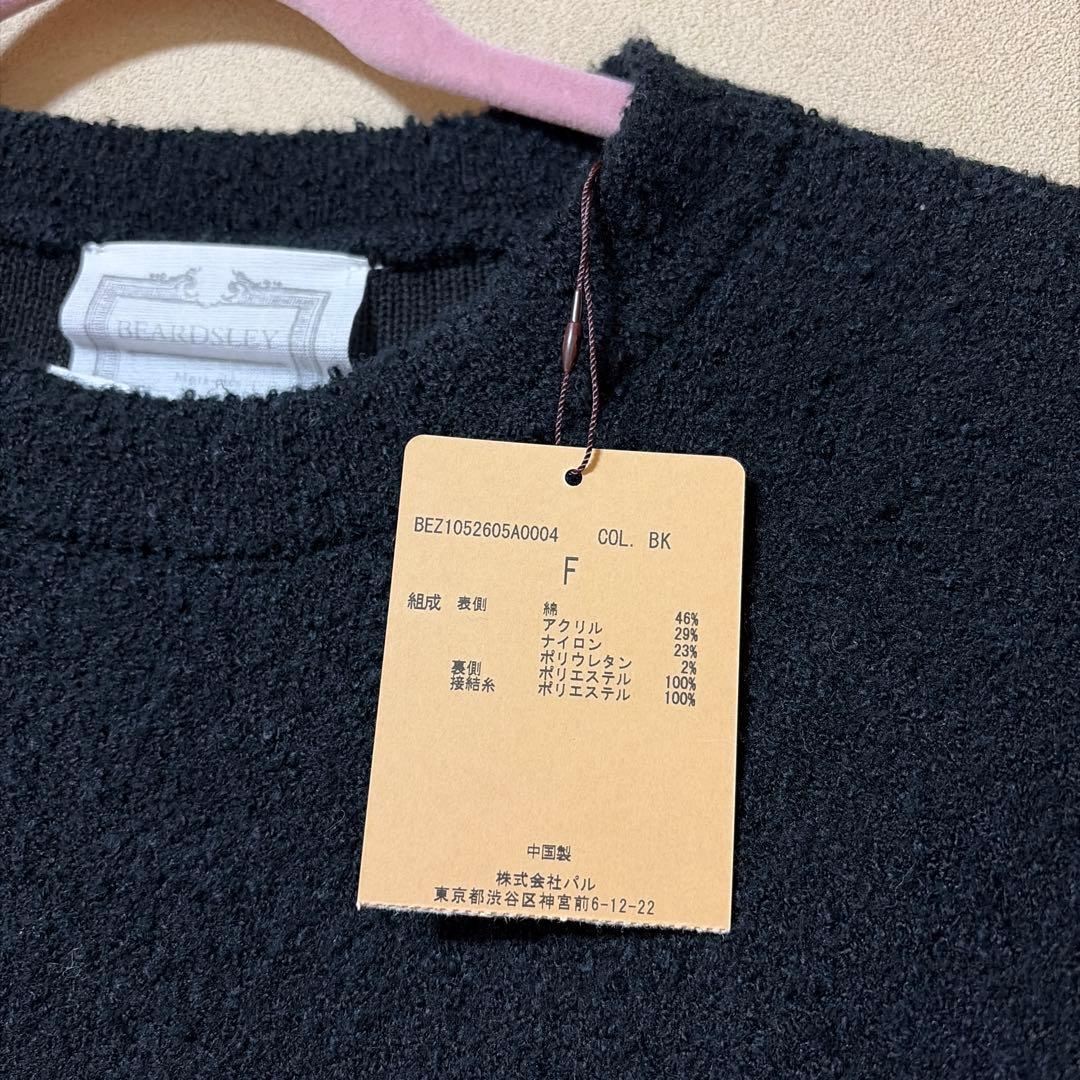 BEARDSLEY
BEZ1052605A0004 COL. BK
F
組成 表側 綿 46%
アクリル 29%
ナイロン 23%
ポリウレタン 2%
裏側 ポリエステル 100%
接結糸 ポリエステル 100%
中国製
株式会社パル
東京都渋谷区神宮前6-12-22